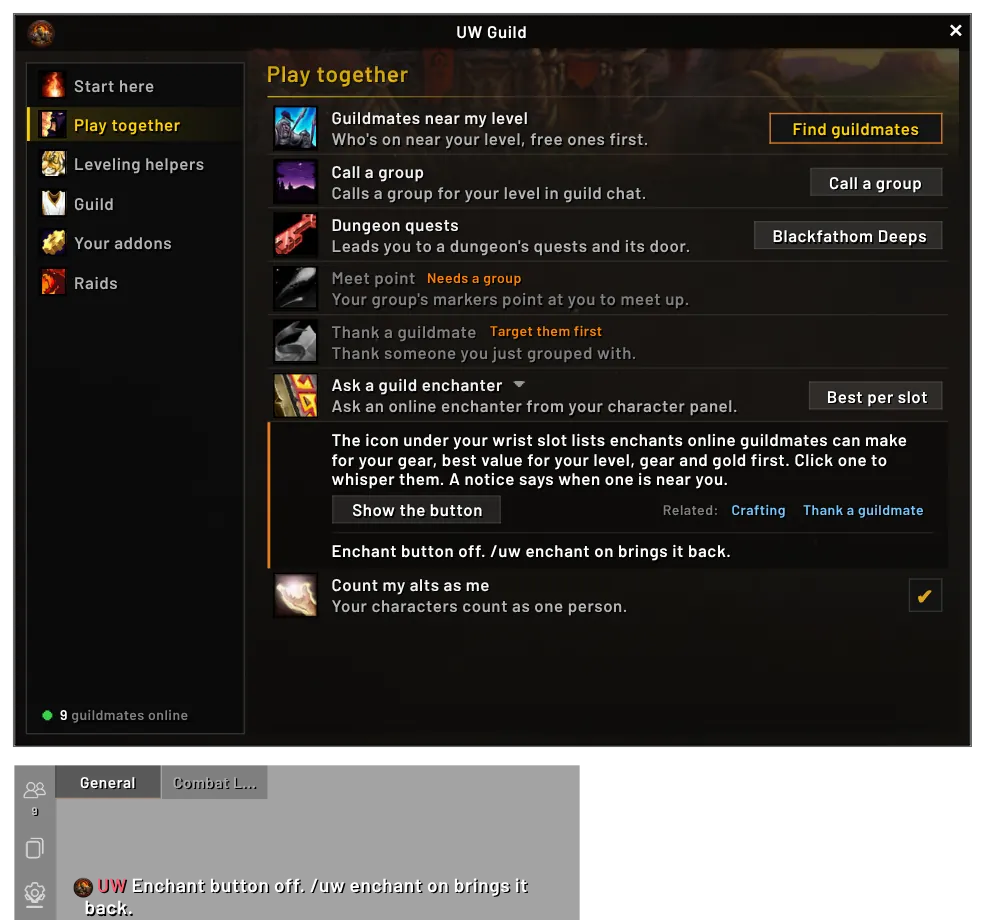 UW Guild
Start here
Play together
Leveling helpers
Guild
Your addons
Raids
9 guildmates online
Play together
Guildmates near my level
Who's on near your level, free ones first.
Find guildmates
Call a group
Calls a group for your level in guild chat.
Call a group
Dungeon quests
Leads you to a dungeon's quests and its door.
Blackfathom Deeps
Meet point Needs a group
Your group's markers point at you to meet up.
Thank a guildmate Target them first
Thank someone you just grouped with.
Ask a guild enchanter
Ask an online enchanter from your character panel.
Best per slot
The icon under your wrist slot lists enchants online guildmates can make
for your gear, best value for your level, gear and gold first. Click one to
whisper them. A notice says when one is near you.
Show the button
Related: Crafting Thank a guildmate
Enchant button off. /uw enchant on brings it back.
Count my alts as me
Your characters count as one person.
General
Combat L...
9
UW Enchant button off. /uw enchant on brings it
back.